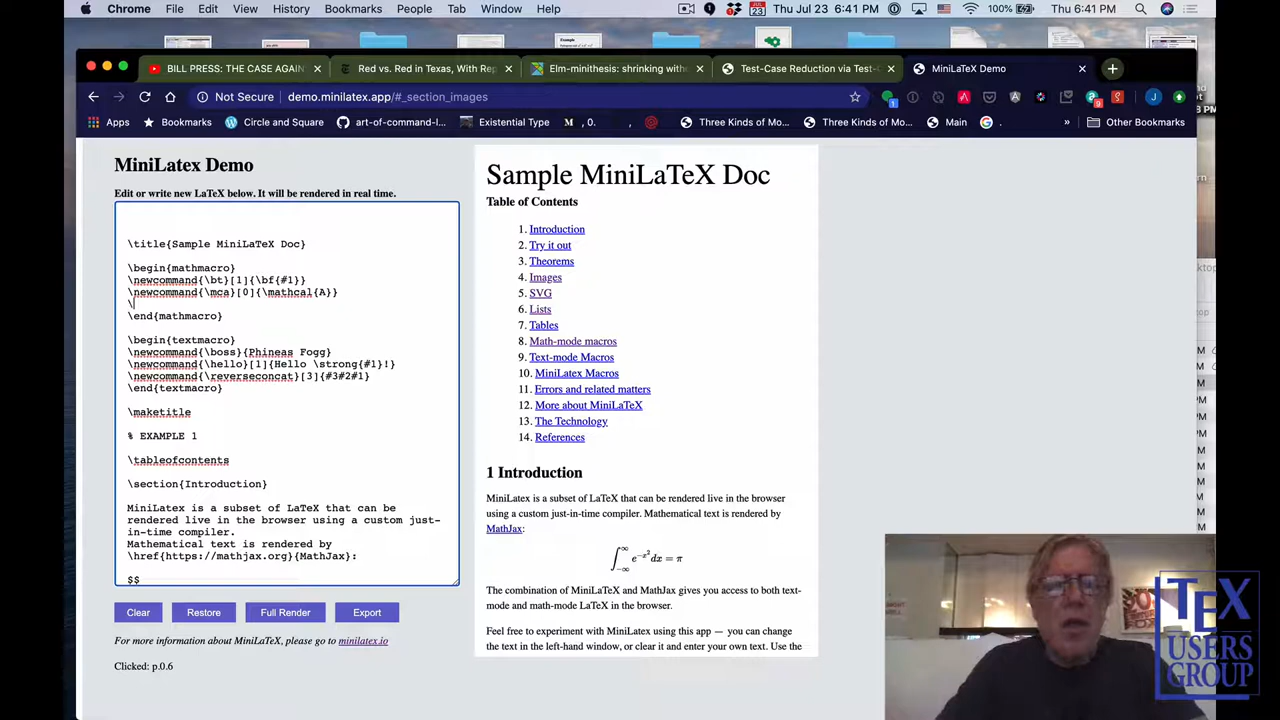 Chrome File Edit View History Bookmarks People Tab Window Help
JUL 23 Thu Jul 23 6:41 PM 100% Thu 6:41 PM
BILL PRESS: THE CASE AGAIN
Red vs. Red in Texas, With Rep
Elm-minithesis: shrinking witho
Test-Case Reduction via Test-C
MiniLaTeX Demo
Not Secure demo.minilatex.app/#_section_images
Apps Bookmarks Circle and Square art-of-command-l... Existential Type M , 0. Three Kinds of Mo... Three Kinds of Mo... Main . » Other Bookmarks
MiniLatex Demo
Edit or write new LaTeX below. It will be rendered in real time.
\title{Sample MiniLaTeX Doc}
\begin{mathmacro}
\newcommand{\bt}[1]{\bf{#1}}
\newcommand{\mca}[0]{\mathcal{A}}
\
\end{mathmacro}
\begin{textmacro}
\newcommand{\boss}{Phineas Fogg}
\newcommand{\hello}[1]{Hello \strong{#1}!}
\newcommand{\reverseconcat}[3]{#3#2#1}
\end{textmacro}
\maketitle
% EXAMPLE 1
\tableofcontents
\section{Introduction}
MiniLatex is a subset of LaTeX that can be
rendered live in the browser using a custom just-
in-time compiler.
Mathematical text is rendered by
\href{https://mathjax.org}{MathJax}:
$$
Clear Restore Full Render Export
For more information about MiniLaTeX, please go to minilatex.io
Clicked: p.0.6
Sample MiniLaTeX Doc
Table of Contents
1. Introduction
2. Try it out
3. Theorems
4. Images
5. SVG
6. Lists
7. Tables
8. Math-mode macros
9. Text-mode Macros
10. MiniLatex Macros
11. Errors and related matters
12. More about MiniLaTeX
13. The Technology
14. References
1 Introduction
MiniLatex is a subset of LaTeX that can be rendered live in the browser
using a custom just-in-time compiler. Mathematical text is rendered by
MathJax:
∫_{-∞}^{∞} e^{-x²} dx = π
The combination of MiniLaTeX and MathJax gives you access to both text-
mode and math-mode LaTeX in the browser.
Feel free to experiment with MiniLatex using this app — you can change
the text in the left-hand window, or clear it and enter your own text. Use the
TEX
USERS
GROUP